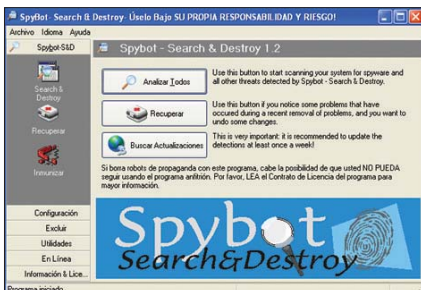 SpyBot- Search & Destroy- Úselo Bajo SU PROPIA RESPONSABILIDAD Y RIESGO!
Archivo Idioma Ayuda
Spybot-S&D
Search & Destroy
Recuperar
Inmunizar
Configuración
Excluir
Utilidades
En Línea
Información & Lice...
Spybot - Search & Destroy 1.2
Analizar Todos
Use this button to start scanning your system for spyware and
all other threats detected by Spybot - Search & Destroy.
Recuperar
Use this button if you notice some problems that have
occured during a recent removal of problems, and you want to
undo some changes.
Buscar Actualizaciones
This is very important: it is recommended to update the
detections at least once a week!
Si borra robots de propaganda con este programa, cabe la posibilidad de que usted NO PUEDA
seguir usando el programa anfitrión. Por favor, LEA el Contrato de Licencia del programa para
mayor información.
Spybot
Search&Destroy
Programa iniciado